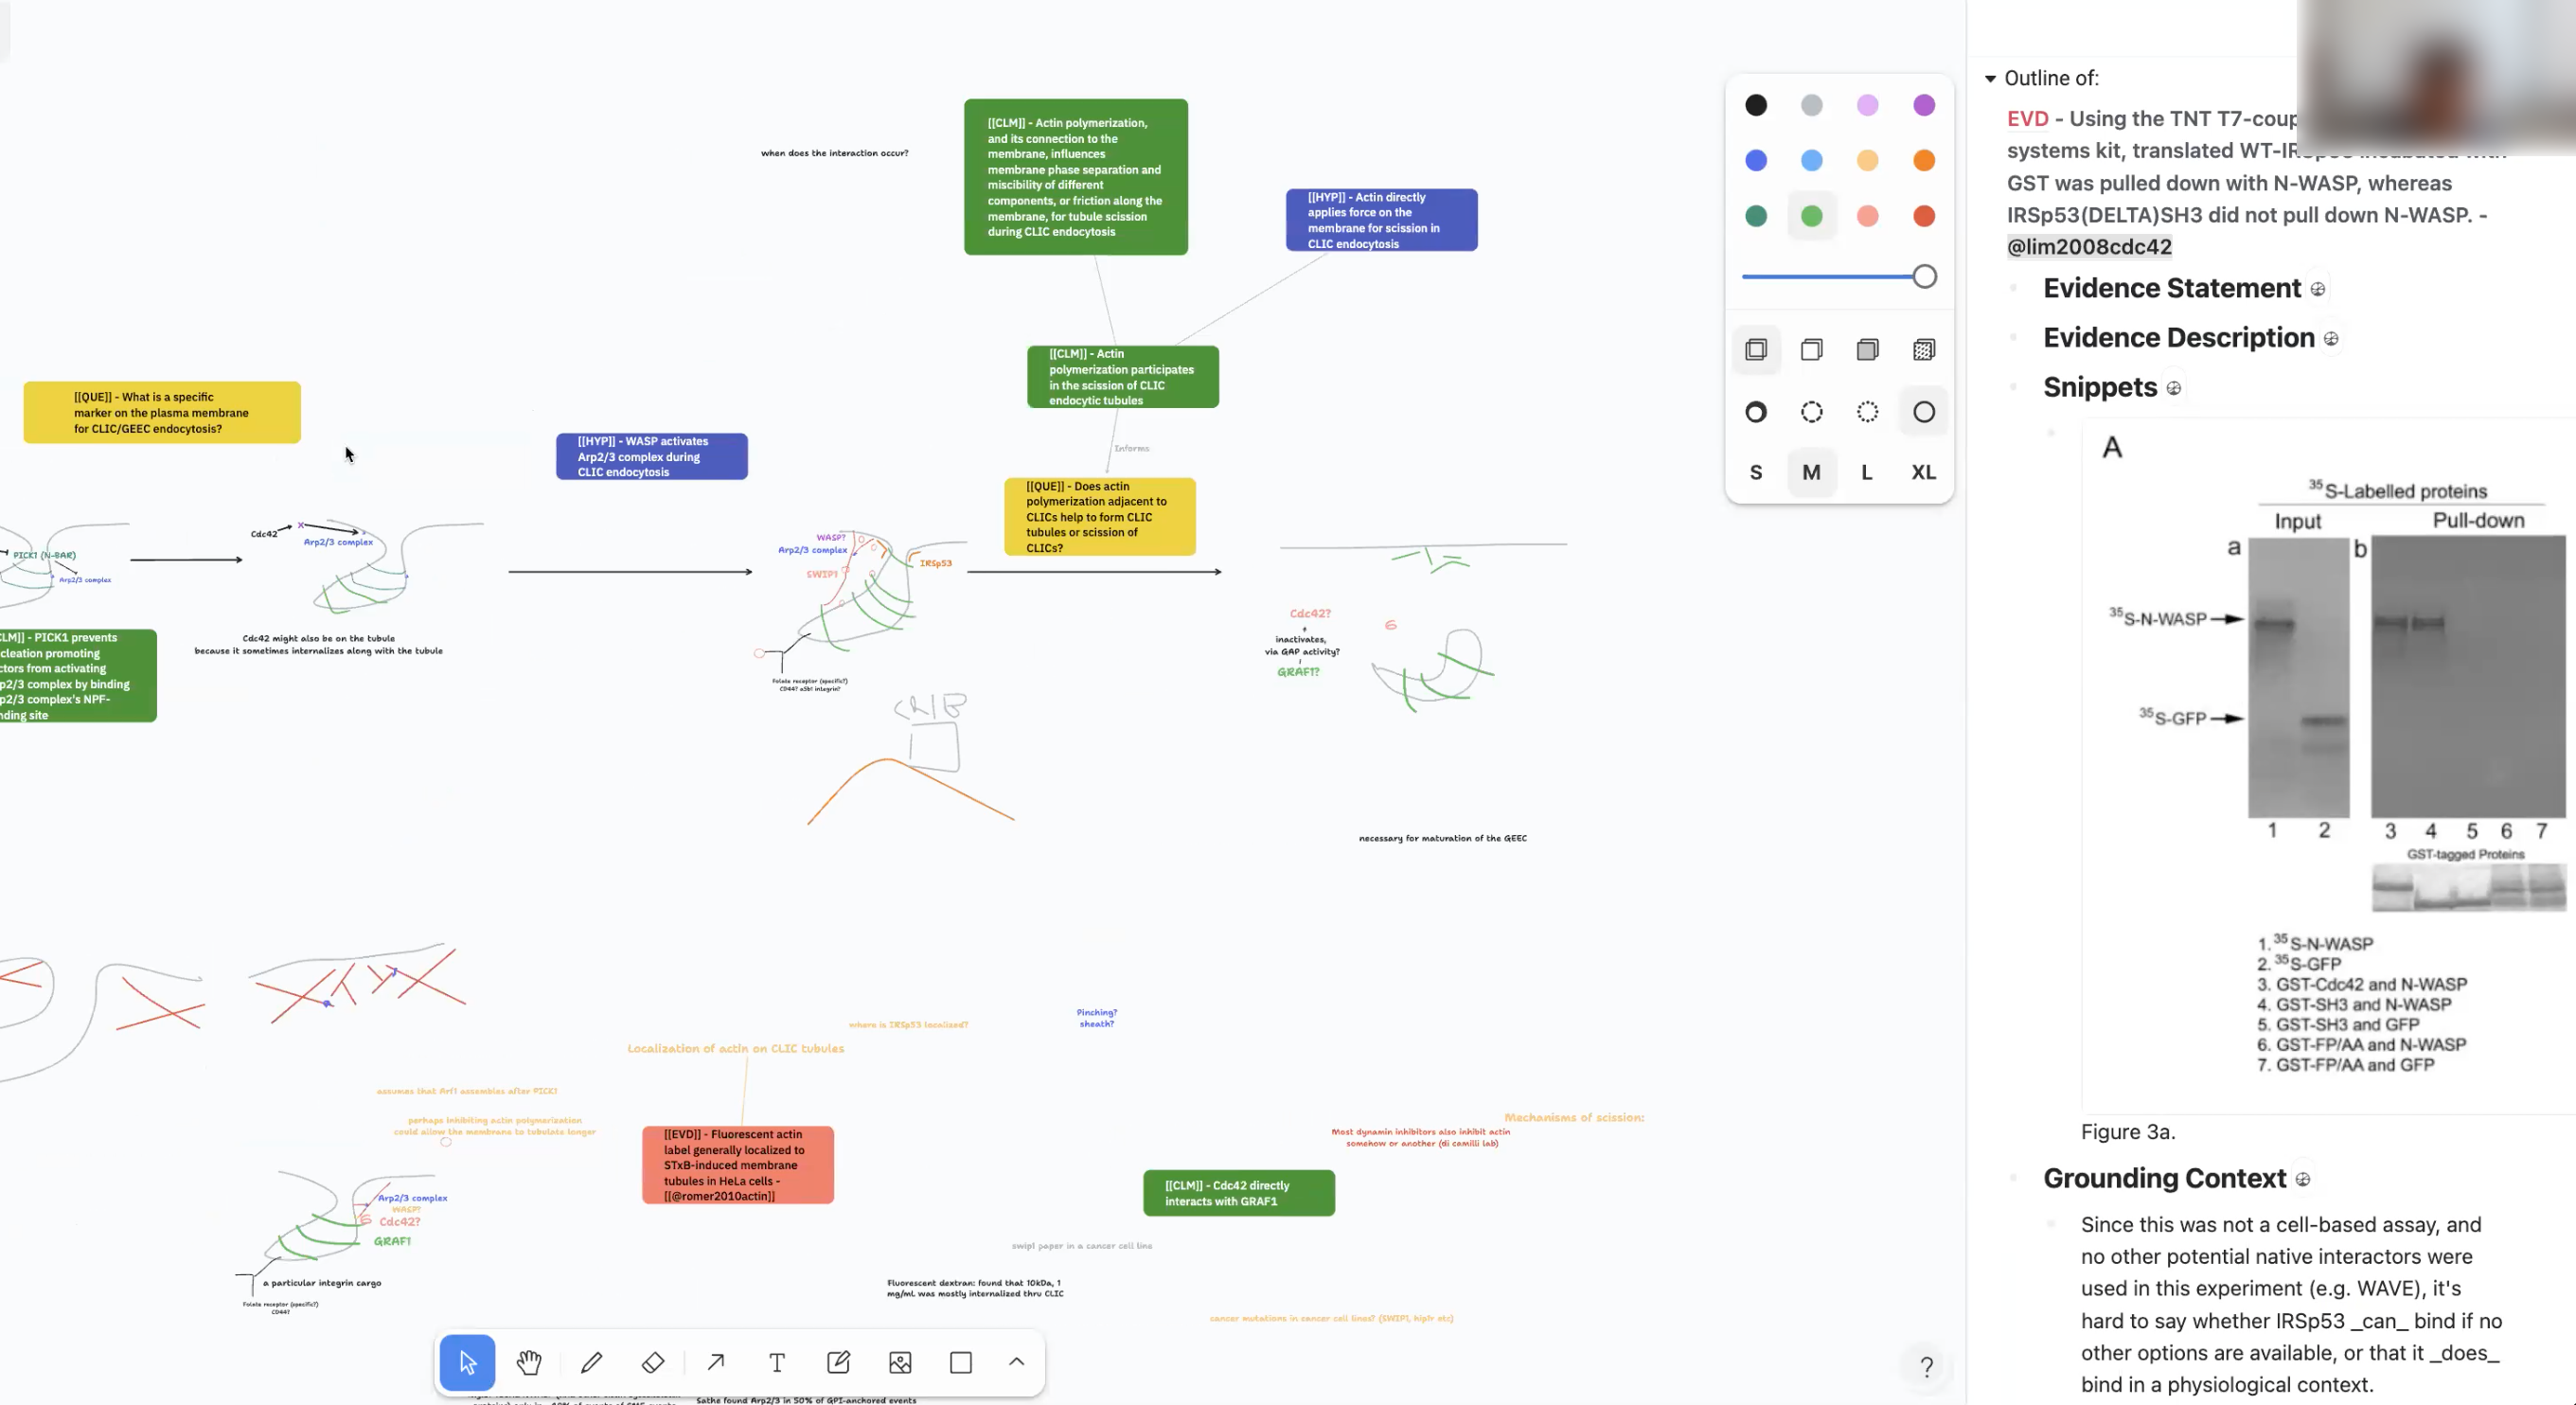 when does the interaction occur?
[[CLM]] - Actin polymerization,
and its connection to the
membrane, influences
membrane phase separation and
miscibility of different
components, or friction along the
membrane, for tubule scission
during CLIC endocytosis
[[HYP]] - Actin directly
applies force on the
membrane for scission in
CLIC endocytosis
[[CLM]] - Actin
polymerization participates
in the scission of CLIC
endocytic tubules
Informs
[[QUE]] - What is a specific
marker on the plasma membrane
for CLIC/GEEC endocytosis?
[[HYP]] - WASP activates
Arp2/3 complex during
CLIC endocytosis
[[QUE]] - Does actin
polymerization adjacent to
CLICs help to form CLIC
tubules or scission of
CLICs?
PICK1 (N-BAR)
Arp2/3 complex
Cdc42
X
Arp2/3 complex
Cdc42 might also be on the tubule
because it sometimes internalizes along with the tubule
WASP?
Arp2/3 complex
SWIP1
IRSp53
Folate receptor (specific?)
CD44? a5b1 integrin?
Cdc42?
inactivates,
via GAP activity?
GRAF1?
CLM]] - PICK1 prevents
cleation promoting
ctors from activating
rp2/3 complex by binding
rp2/3 complex's NPF-
nding site
CRIB
necessary for maturation of the GEEC
where is IRSp53 localized?
Pinching?
sheath?
Localization of actin on CLIC tubules
assumes that Arf1 assembles after PICK1
perhaps inhibiting actin polymerization
could allow the membrane to tubulate longer
[[EVD]] - Fluorescent actin
label generally localized to
STxB-induced membrane
tubules in HeLa cells -
[[@romer2010actin]]
Mechanisms of scission:
Most dynamin inhibitors also inhibit actin
somehow or another (di camilli lab)
[[CLM]] - Cdc42 directly
interacts with GRAF1
Arp2/3 complex
WASP?
Cdc42?
GRAF1
a particular integrin cargo
Folate receptor (specific?)
CD44?
swip1 paper in a cancer cell line
Fluorescent dextran: found that 10kDa, 1
mg/mL was mostly internalized thru CLIC
cancer mutations in cancer cell lines? (SWIP1, hip1r etc)
Sathe found Arp2/3 in 50% of GPI-anchored events
T
S M L XL
?
Outline of:
EVD - Using the TNT T7-coup
systems kit, translated WT-IRSp53 incubated with
GST was pulled down with N-WASP, whereas
IRSp53(DELTA)SH3 did not pull down N-WASP. -
@lim2008cdc42
Evidence Statement
Evidence Description
Snippets
A
35S-Labelled proteins
Input Pull-down
a b
35S-N-WASP
35S-GFP
1 2 3 4 5 6 7
GST-tagged Proteins
1. 35S-N-WASP
2. 35S-GFP
3. GST-Cdc42 and N-WASP
4. GST-SH3 and N-WASP
5. GST-SH3 and GFP
6. GST-FP/AA and N-WASP
7. GST-FP/AA and GFP
Figure 3a.
Grounding Context
Since this was not a cell-based assay, and
no other potential native interactors were
used in this experiment (e.g. WAVE), it's
hard to say whether IRSp53 _can_ bind if no
other options are available, or that it _does_
bind in a physiological context.